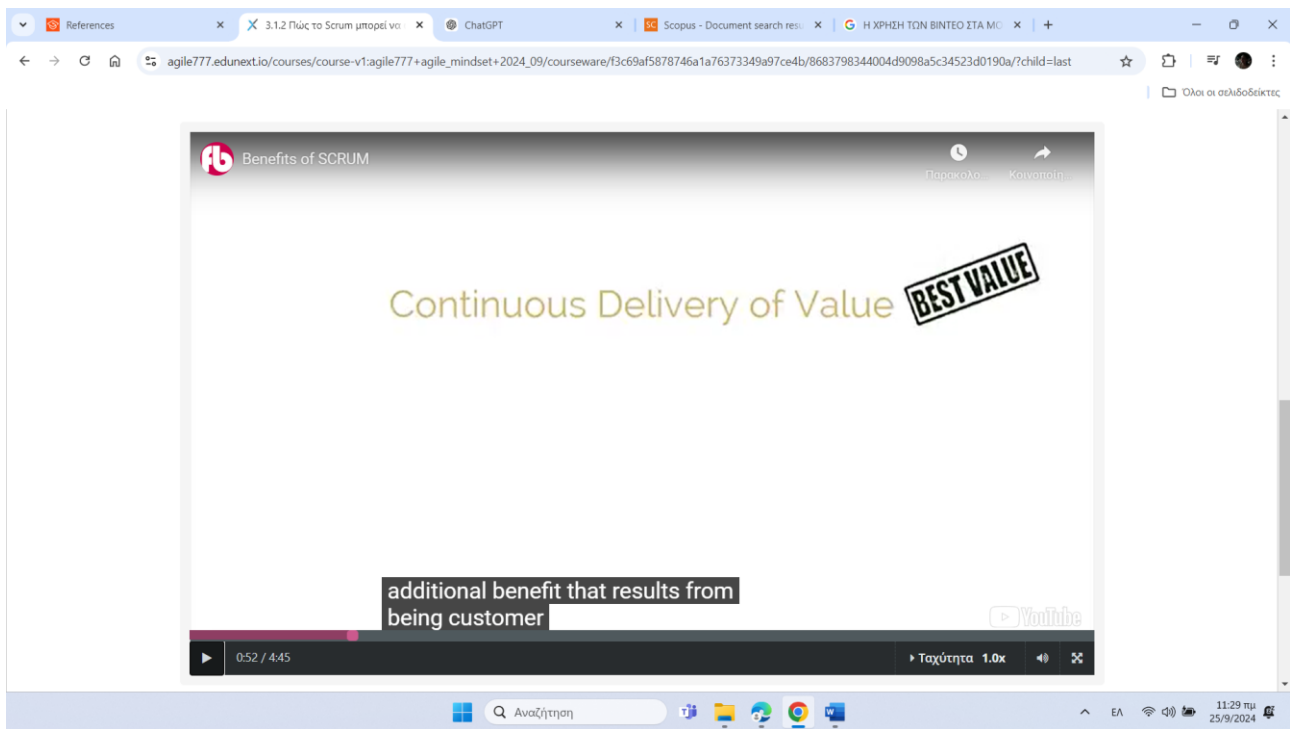 References
3.1.2 Πώς το Scrum μπορεί να
ChatGPT
Scopus - Document search resu
Η ΧΡΗΣΗ ΤΩΝ ΒΙΝΤΕΟ ΣΤΑ ΜΟ
agile777.edunext.io/courses/course-v1:agile777+agile_mindset+2024_09/courseware/f3c69af5878746a1a76373349a97ce4b/8683798344004d9098a5c34523d0190a/?child=last
Όλοι οι σελιδοδείκτες
fb Benefits of SCRUM
Παρακολο... Κοινοποίη...
Continuous Delivery of Value BEST VALUE
additional benefit that results from
being customer
YouTube
0:52 / 4:45 Ταχύτητα 1.0x
Αναζήτηση
ΕΛ 11:29 πμ
25/9/2024